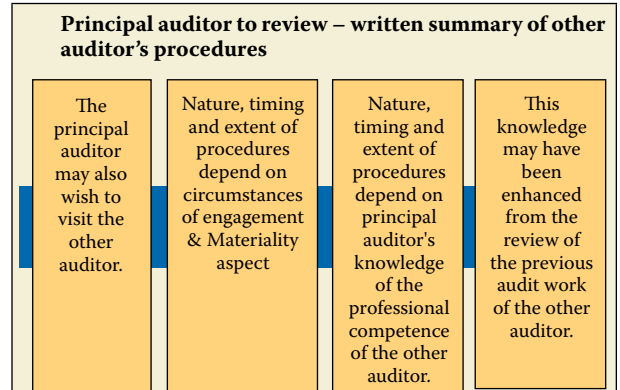 Principal auditor to review – written summary of other
auditor’s procedures
The
principal
auditor
may also
wish to
visit the
other
auditor.
Nature, timing
and extent of
procedures
depend on
circumstances
of engagement
& Materiality
aspect
Nature,
timing and
extent of
procedures
depend on
principal
auditor's
knowledge
of the
professional
competence
of the other
auditor.
This
knowledge
may have
been
enhanced
from the
review of
the previous
audit work
of the other
auditor.